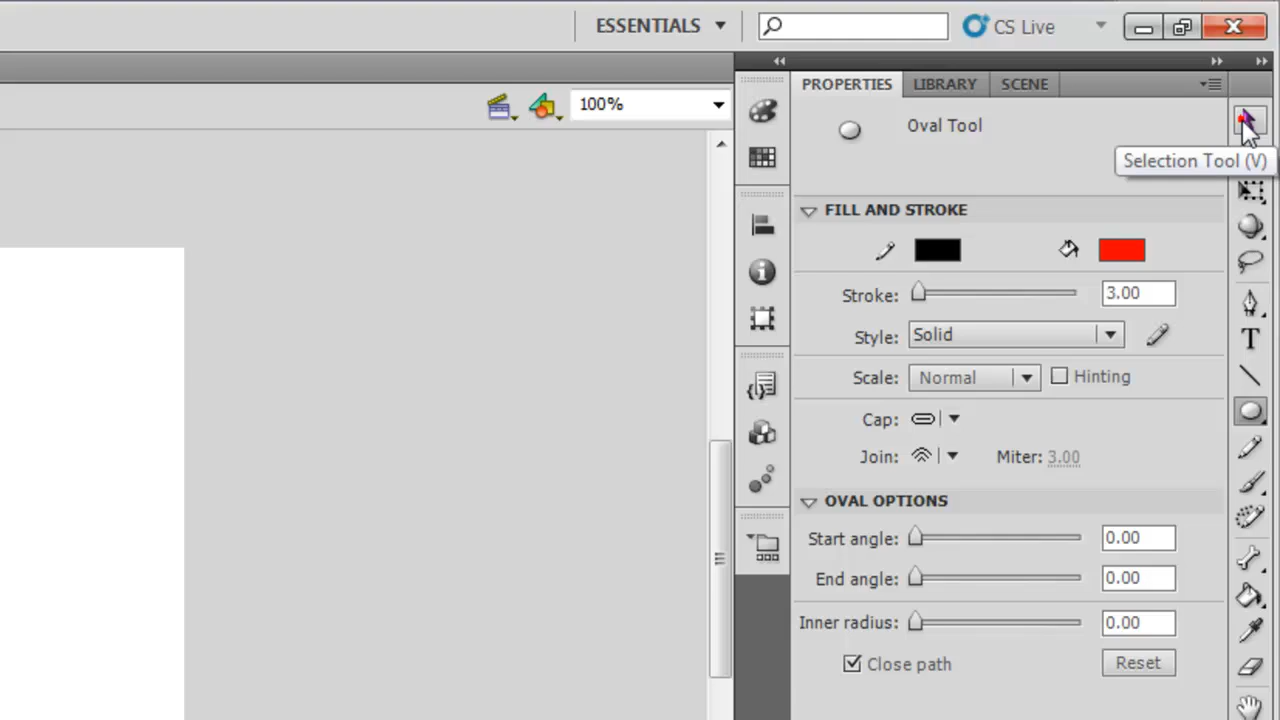 ESSENTIALS
CS Live
PROPERTIES LIBRARY SCENE
100%
Oval Tool
Selection Tool (V)
FILL AND STROKE
Stroke: 3.00
Style: Solid
Scale: Normal Hinting
Cap:
Join: Miter: 3.00
OVAL OPTIONS
Start angle: 0.00
End angle: 0.00
Inner radius: 0.00
Close path Reset